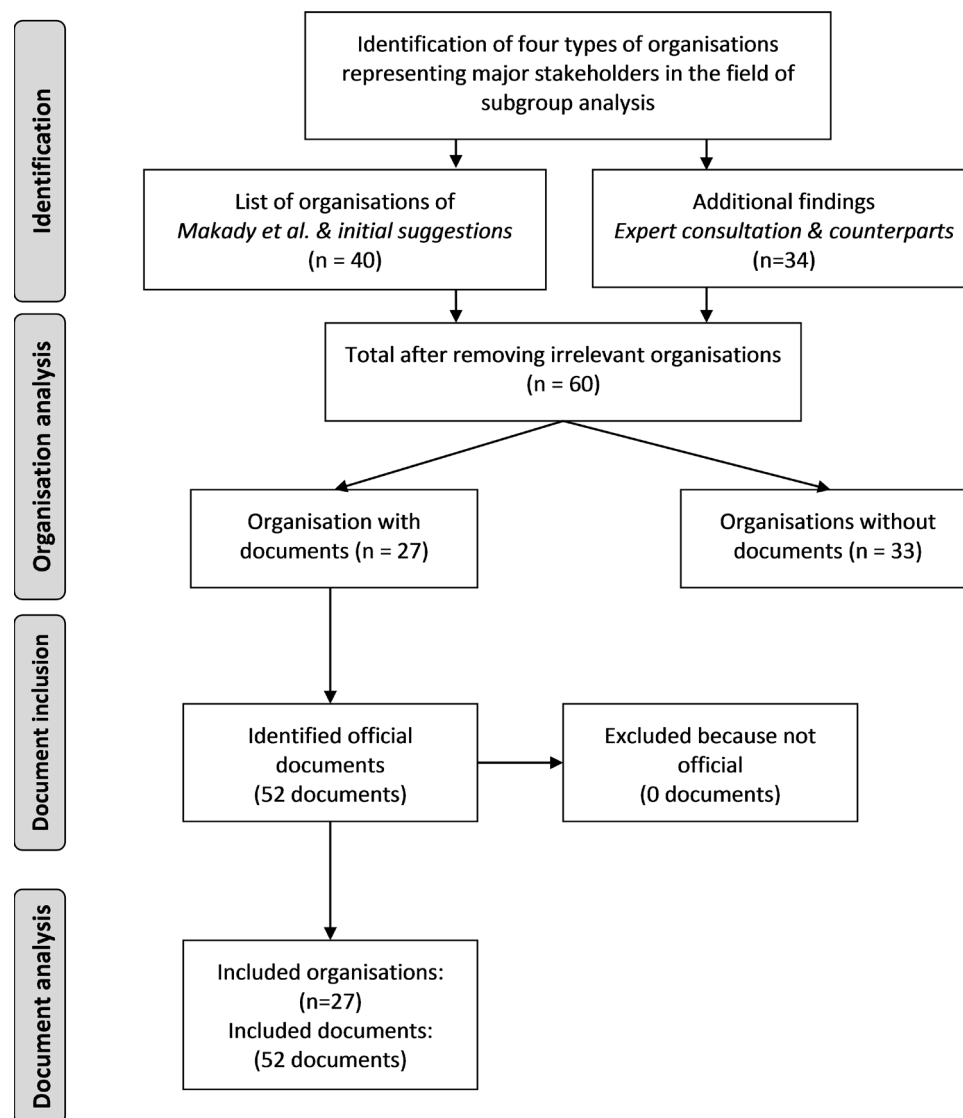 Identification
Identification of four types of organisations
representing major stakeholders in the field of
subgroup analysis
List of organisations of
Makady et al. & initial suggestions
(n = 40)
Additional findings
Expert consultation & counterparts
(n=34)
Organisation analysis
Total after removing irrelevant organisations
(n = 60)
Organisation with
documents (n = 27)
Organisations without
documents (n = 33)
Document inclusion
Identified official
documents
(52 documents)
Excluded because not
official
(0 documents)
Document analysis
Included organisations:
(n=27)
Included documents:
(52 documents)